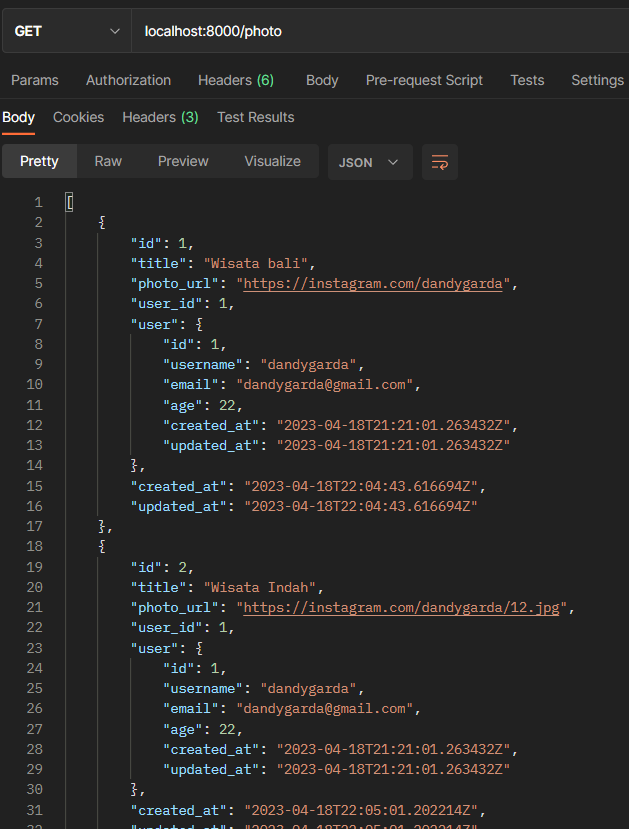 GET localhost:8000/photo
Params Authorization Headers (6) Body Pre-request Script Tests Settings
Body Cookies Headers (3) Test Results
Pretty Raw Preview Visualize JSON
1 [
2 {
3 "id": 1,
4 "title": "Wisata bali",
5 "photo_url": "https://instagram.com/dandygarda",
6 "user_id": 1,
7 "user": {
8 "id": 1,
9 "username": "dandygarda",
10 "email": "dandygarda@gmail.com",
11 "age": 22,
12 "created_at": "2023-04-18T21:21:01.263432Z",
13 "updated_at": "2023-04-18T21:21:01.263432Z"
14 },
15 "created_at": "2023-04-18T22:04:43.616694Z",
16 "updated_at": "2023-04-18T22:04:43.616694Z"
17 },
18 {
19 "id": 2,
20 "title": "Wisata Indah",
21 "photo_url": "https://instagram.com/dandygarda/12.jpg",
22 "user_id": 1,
23 "user": {
24 "id": 1,
25 "username": "dandygarda",
26 "email": "dandygarda@gmail.com",
27 "age": 22,
28 "created_at": "2023-04-18T21:21:01.263432Z",
29 "updated_at": "2023-04-18T21:21:01.263432Z"
30 },
31 "created_at": "2023-04-18T22:05:01.202214Z",